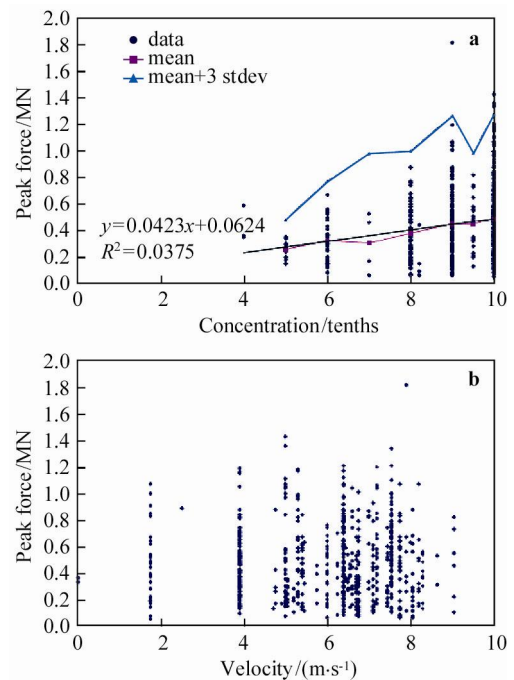 a
data
mean
mean+3 stdev
2.0
1.8
1.6
1.4
1.2
1.0
0.8
0.6
0.4
0.2
0.0
Peak force/MN
y=0.0423x+0.0624
R²=0.0375
0 2 4 6 8 10
Concentration/tenths
b
2.0
1.8
1.6
1.4
1.2
1.0
0.8
0.6
0.4
0.2
0.0
Peak force/MN
0 2 4 6 8 10
Velocity/(m·s⁻¹)